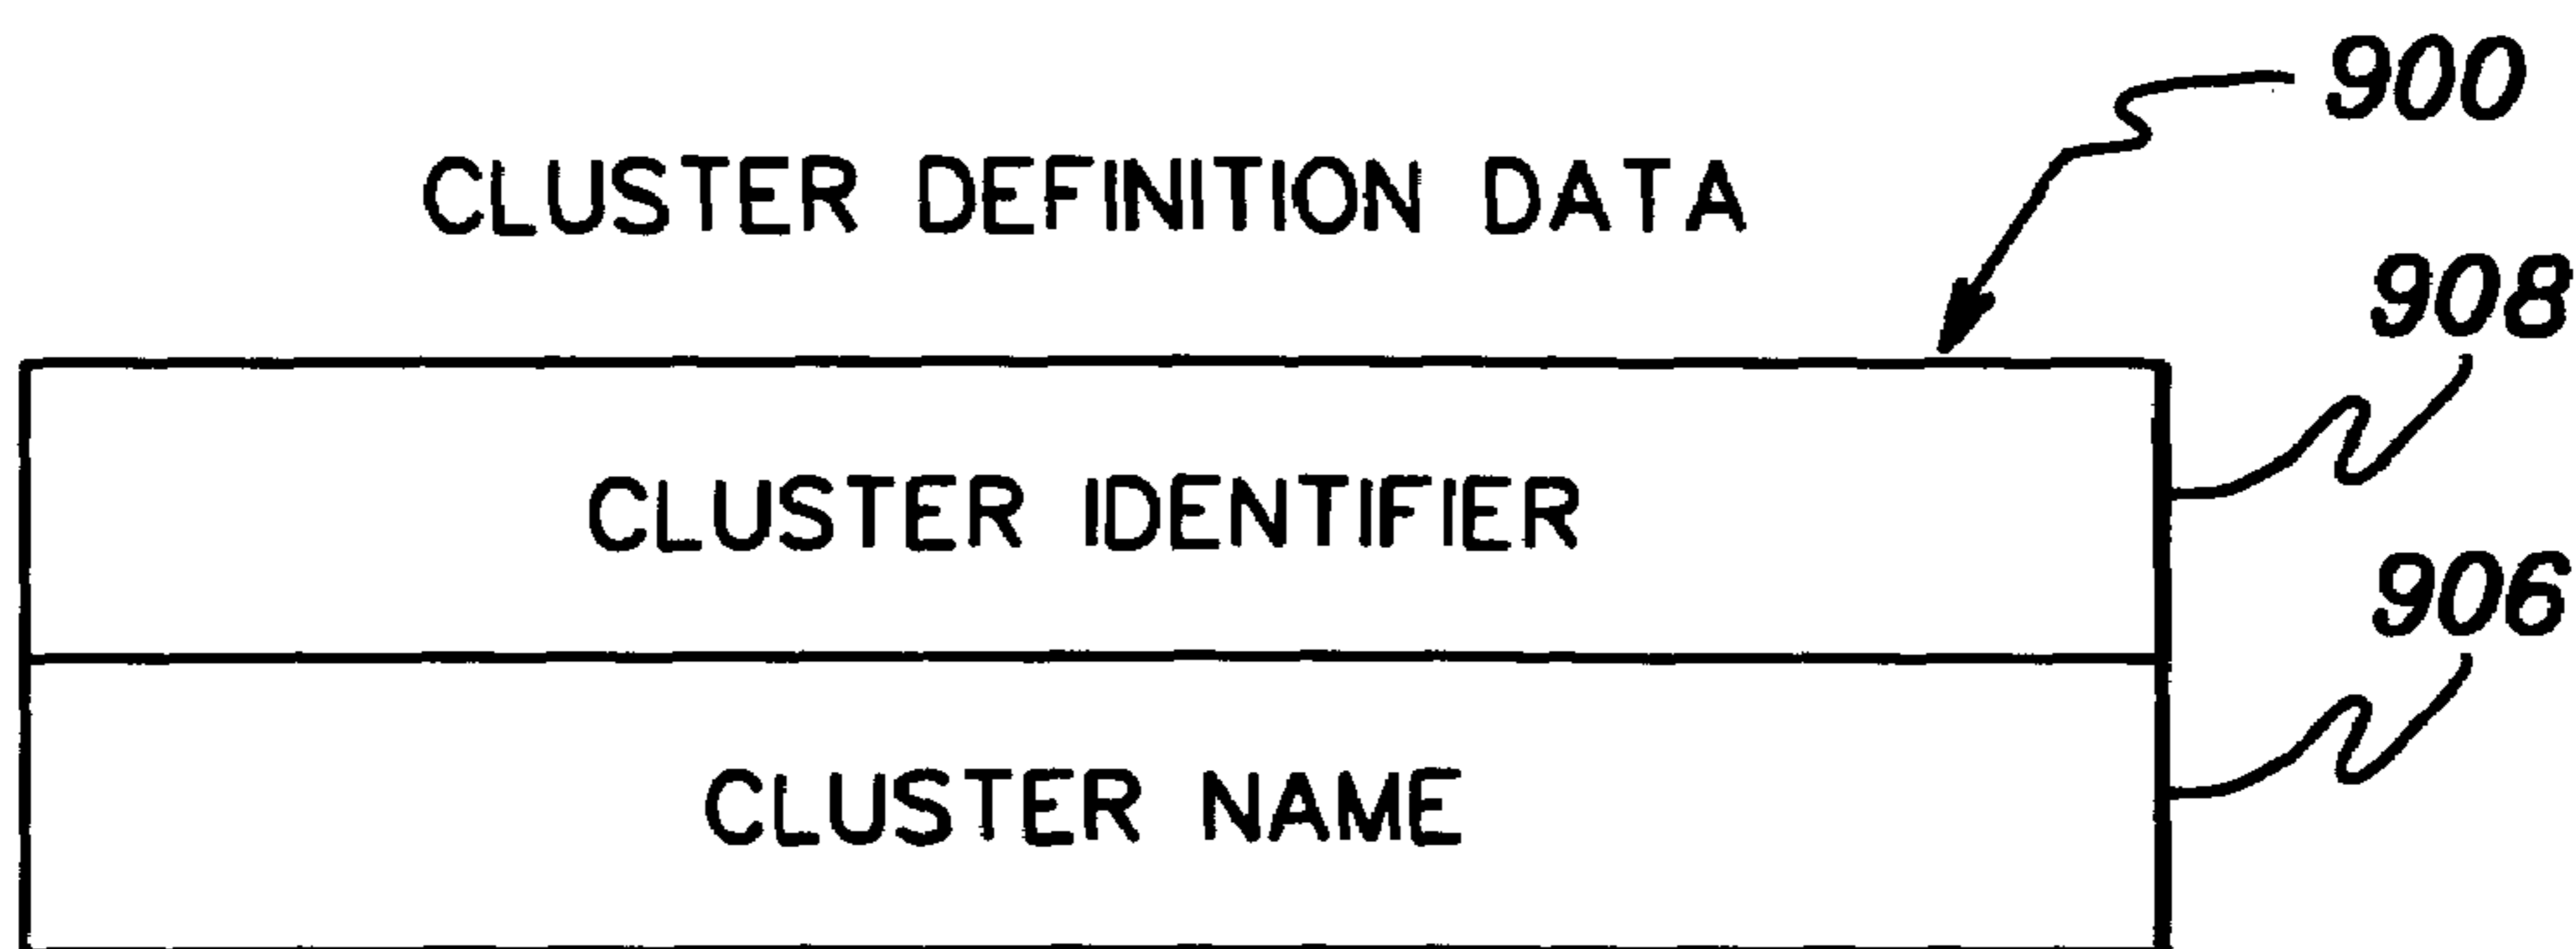 900
CLUSTER DEFINITION DATA
908
CLUSTER IDENTIFIER
906
CLUSTER NAME